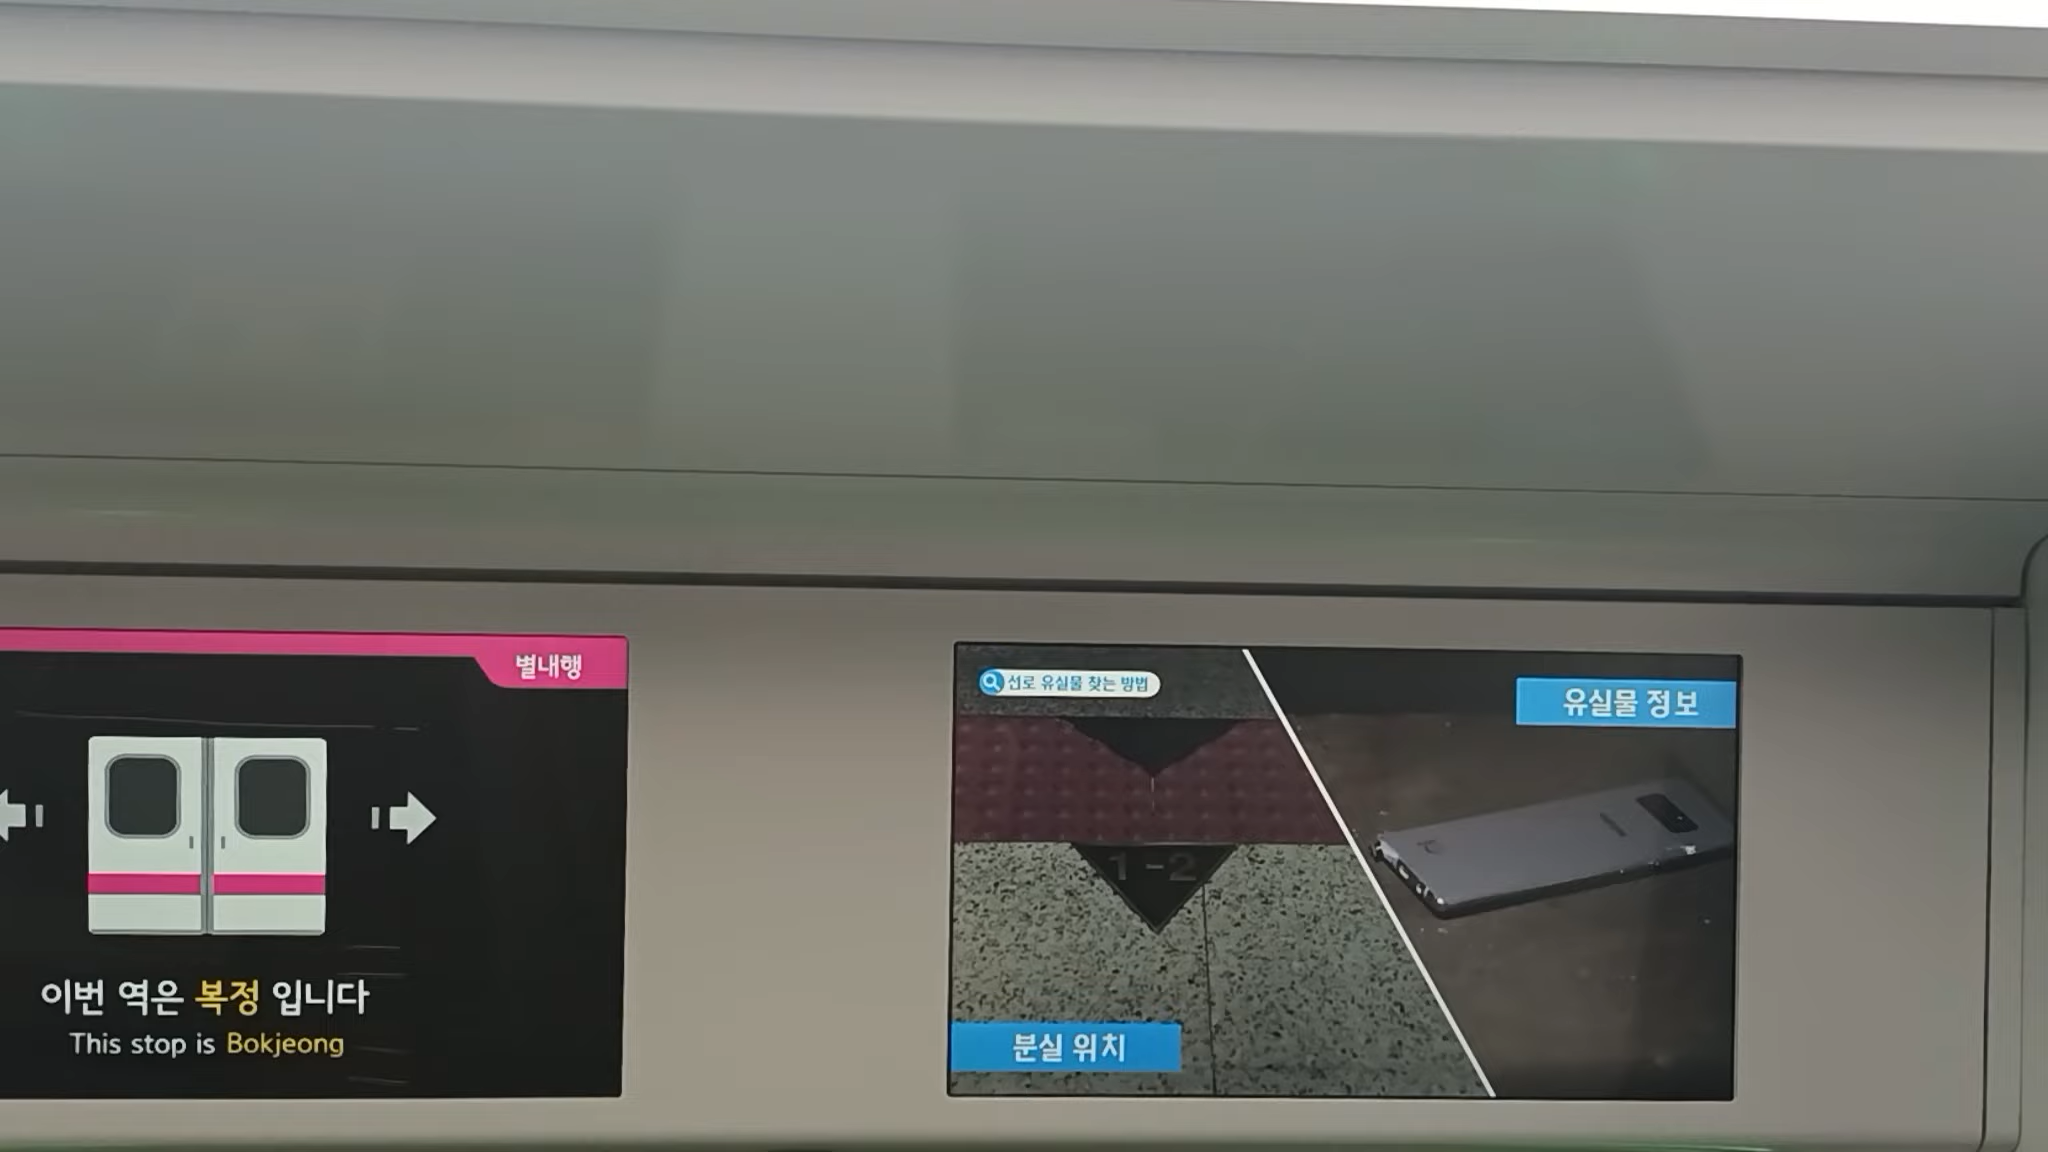 별내행
이번 역은 복정 입니다
This stop is Bokjeong
선로 유실물 찾는 방법
유실물 정보
1-2
분실 위치